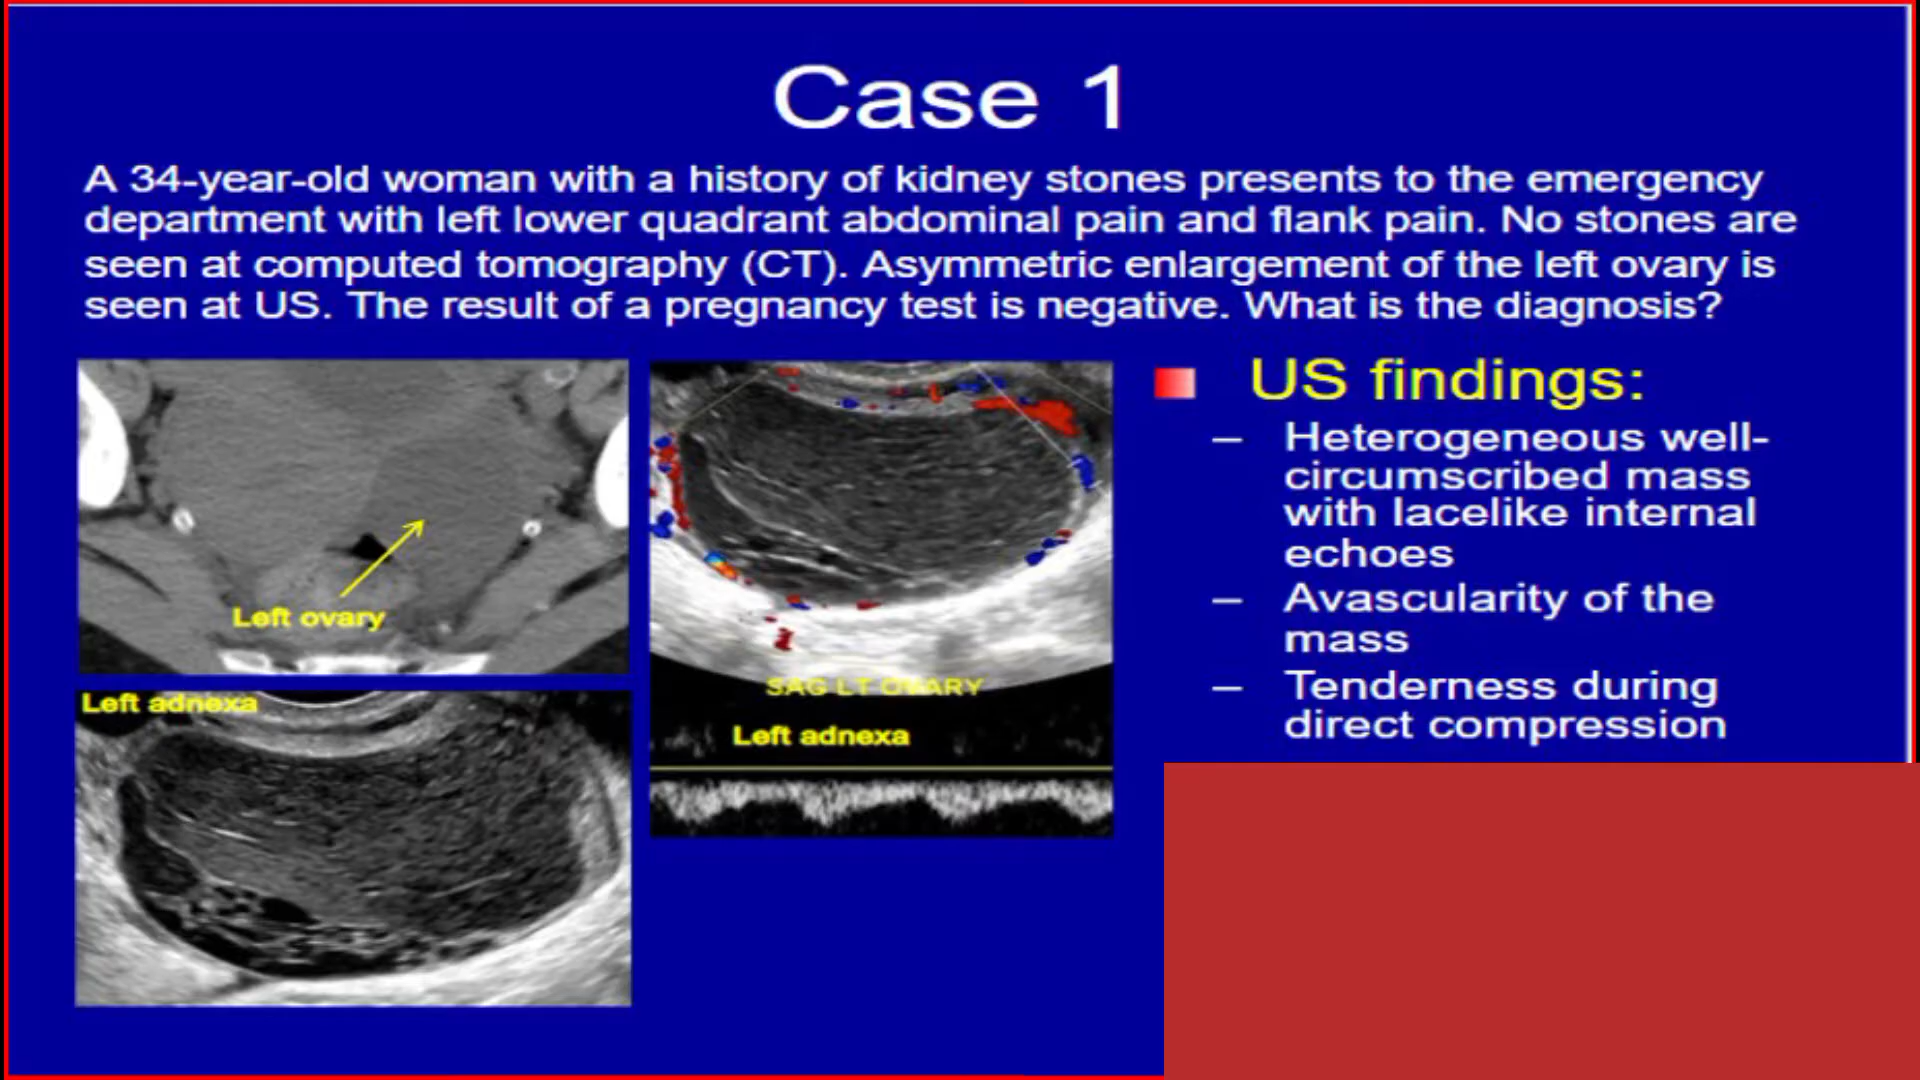 Case 1
A 34-year-old woman with a history of kidney stones presents to the emergency
department with left lower quadrant abdominal pain and flank pain. No stones are
seen at computed tomography (CT). Asymmetric enlargement of the left ovary is
seen at US. The result of a pregnancy test is negative. What is the diagnosis?
Left ovary
Left adnexa
SAG LT OVARY
Left adnexa
US findings:
– Heterogeneous well-
circumscribed mass
with lacelike internal
echoes
– Avascularity of the
mass
– Tenderness during
direct compression